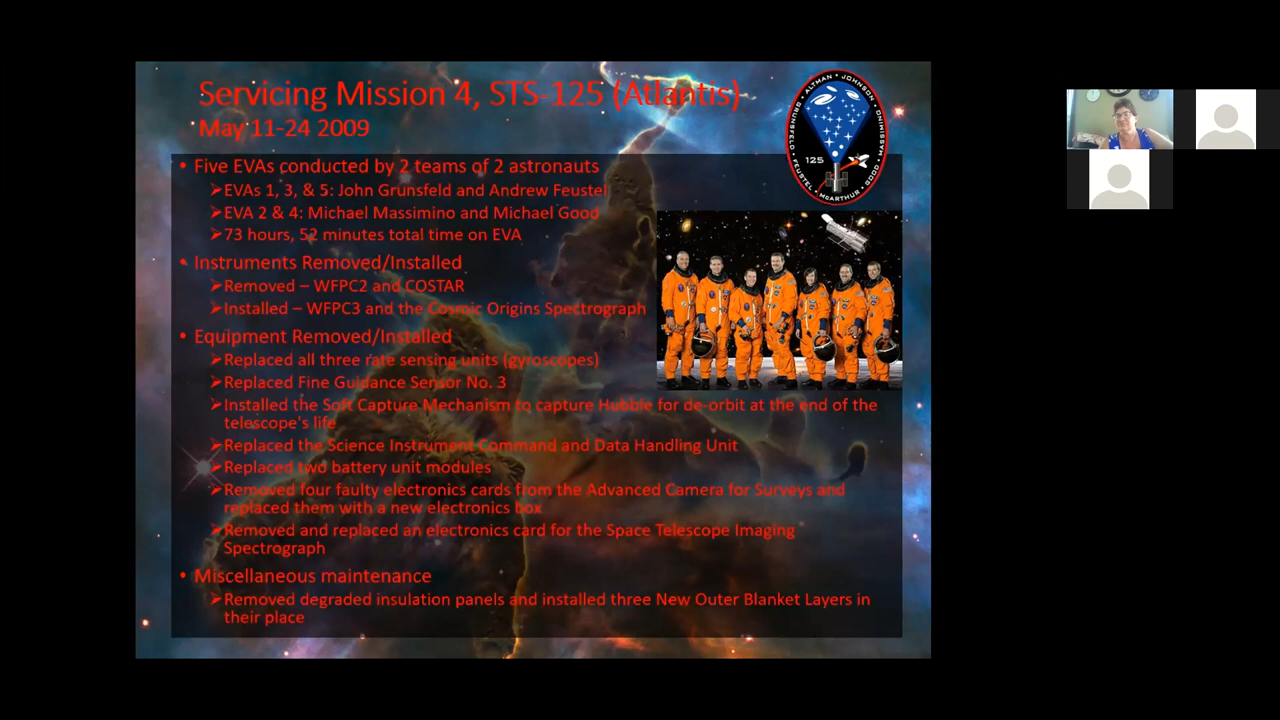 Servicing Mission 4, STS-125 (Atlantis)
May 11-24 2009
• Five EVAs conducted by 2 teams of 2 astronauts
➢EVAs 1, 3, & 5: John Grunsfeld and Andrew Feustel
➢EVA 2 & 4: Michael Massimino and Michael Good
➢73 hours, 52 minutes total time on EVA
• Instruments Removed/Installed
➢Removed – WFPC2 and COSTAR
➢Installed – WFPC3 and the Cosmic Origins Spectrograph
• Equipment Removed/Installed
➢Replaced all three rate sensing units (gyroscopes)
➢Replaced Fine Guidance Sensor No. 3
➢Installed the Soft Capture Mechanism to capture Hubble for de-orbit at the end of the
telescope's life
➢Replaced the Science Instrument Command and Data Handling Unit
➢Replaced two battery unit modules
➢Removed four faulty electronics cards from the Advanced Camera for Surveys and
replaced them with a new electronics box
➢Removed and replaced an electronics card for the Space Telescope Imaging
Spectrograph
• Miscellaneous maintenance
➢Removed degraded insulation panels and installed three New Outer Blanket Layers in
their place
ALTMAN • JOHNSON
MASSIMINO • GOOD
McARTHUR
FEUSTEL
GRUNSFELD
125